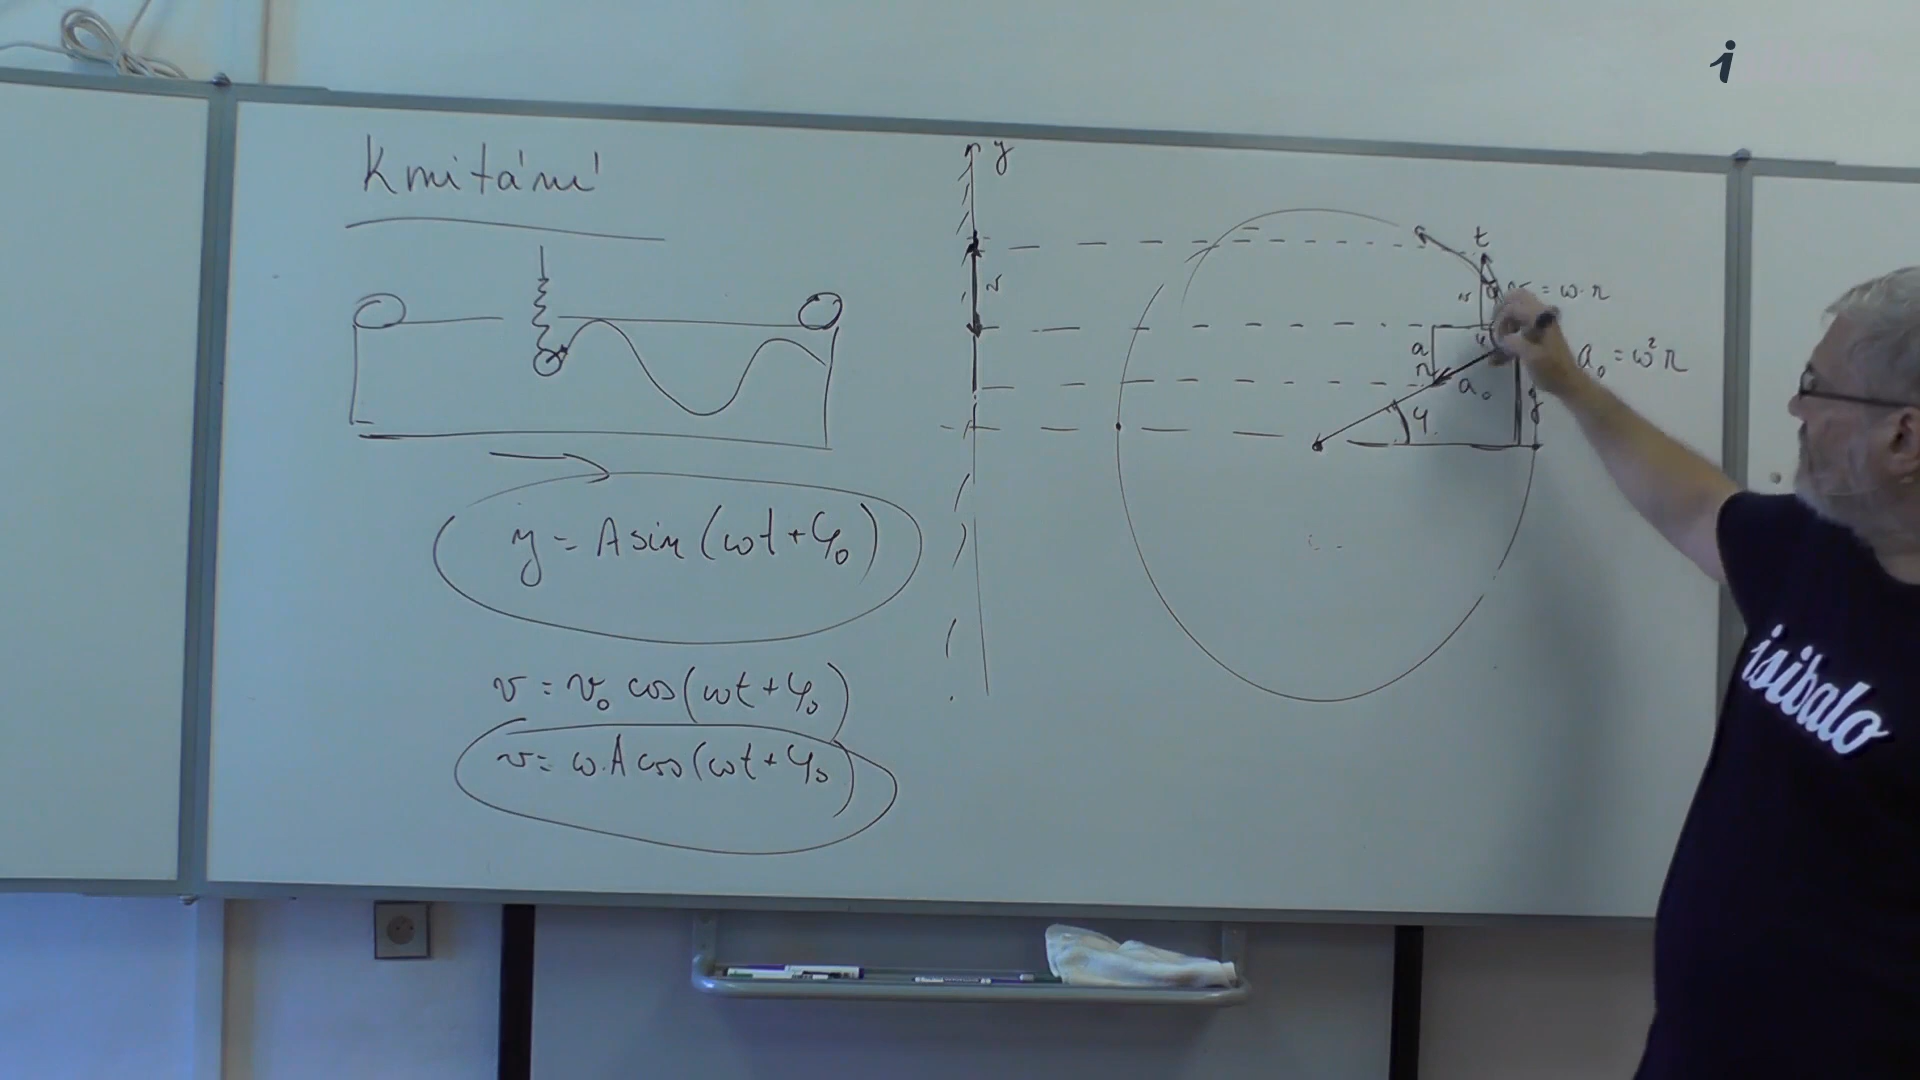 Kmitání
y = A sin (ωt + φ₀)
v = v₀ cos (ωt + φ₀)
v = ω·A cos (ωt + φ₀)
y
v
t
v
v = ω·r
φ
a
a₀ = ω²r
a₀
y
φ
isibalo